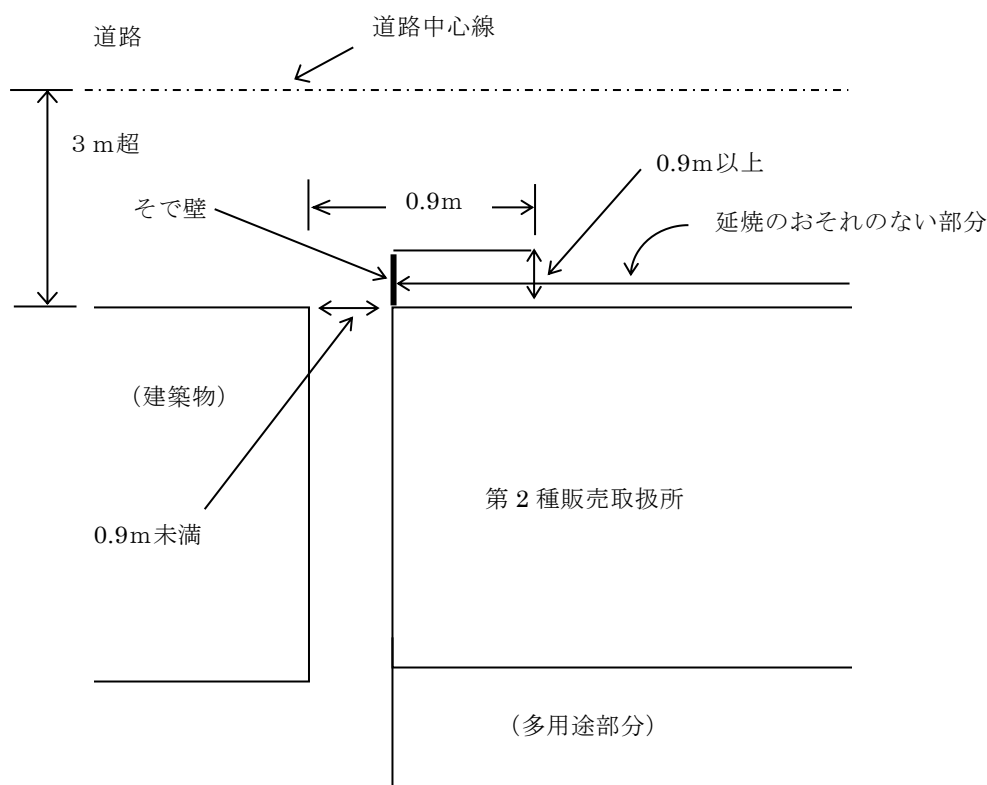 道路
道路中心線
３ｍ超
0.9ｍ以上
0.9ｍ
そで壁
延焼のおそれのない部分
（建築物）
第２種販売取扱所
0.9ｍ未満
（多用途部分）